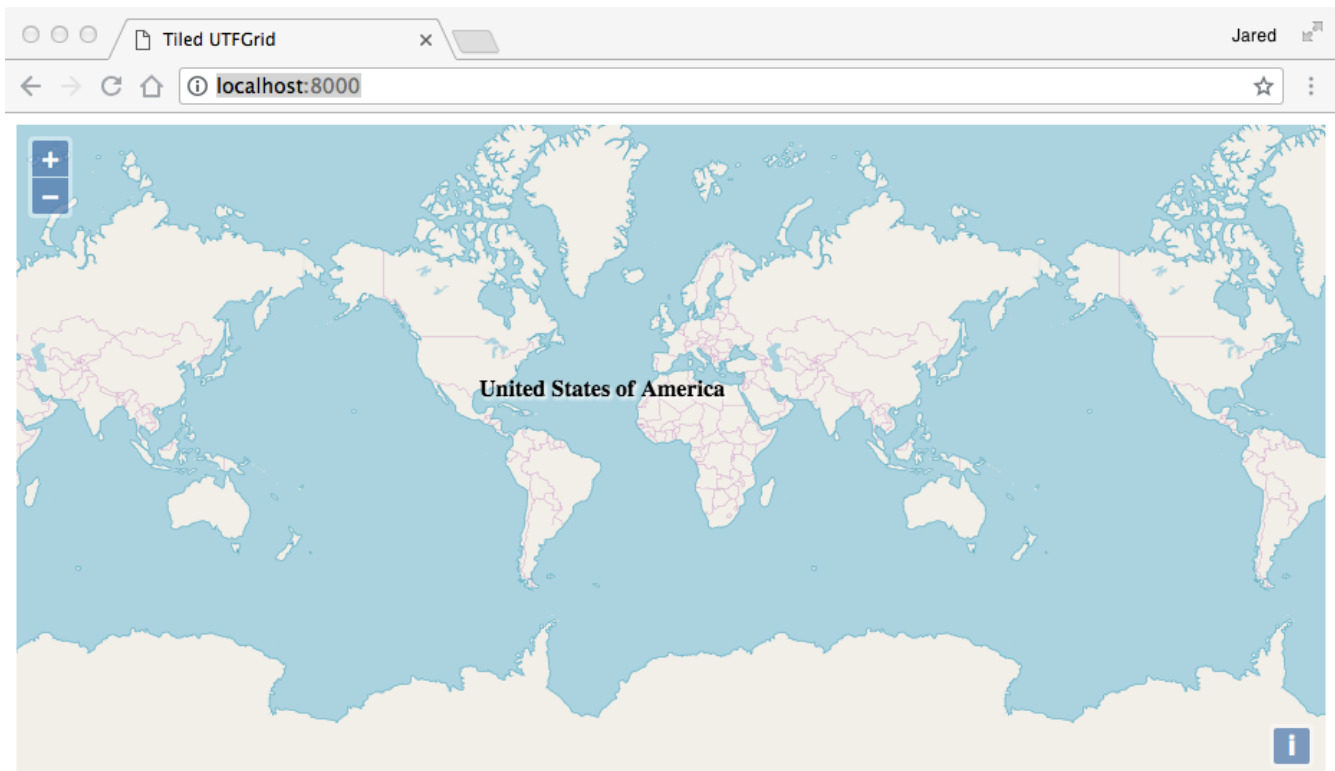 Tiled UTFGrid
Jared
localhost:8000
+
−
United States of America
i